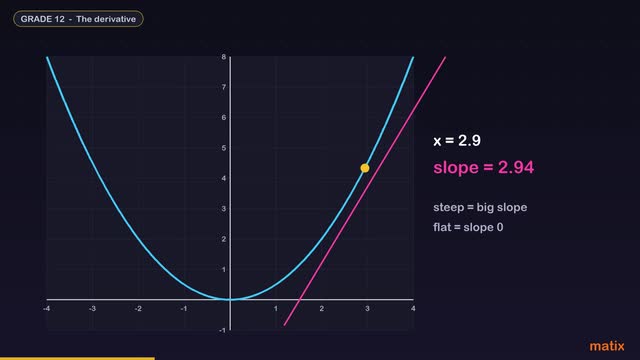 GRADE 12 - The derivative
8
7
6
5
4
3
2
1
-4 -3 -2 -1 1 2 3 4
-1
x = 2.9
slope = 2.94
steep = big slope
flat = slope 0
matix